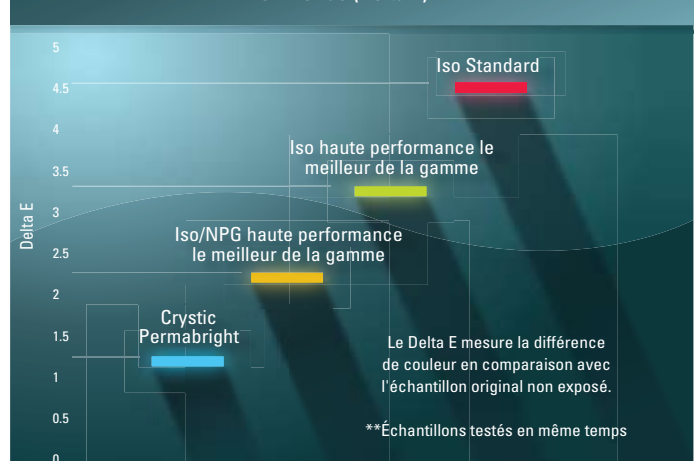 5
Iso Standard
4.5
4
Iso haute performance le
meilleur de la gamme
3.5
3
Delta E
Iso/NPG haute performance
le meilleur de la gamme
2.5
2
Crystic
Permabright
1.5
Le Delta E mesure la différence
de couleur en comparaison avec
l'échantillon original non exposé.
1
0.5
**Échantillons testés en même temps
0